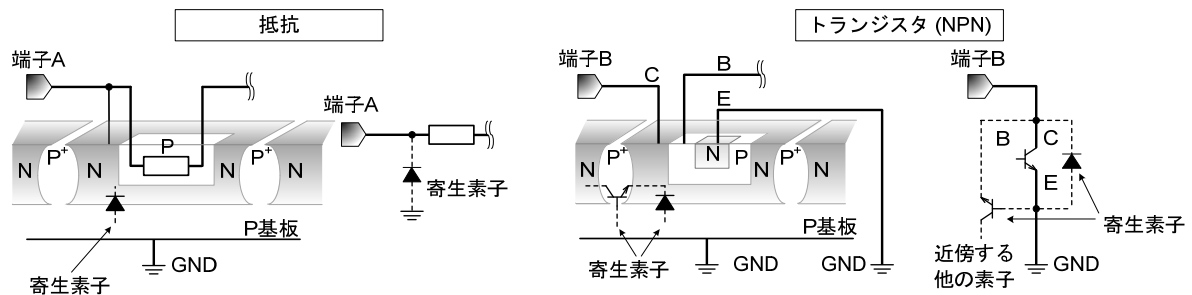 抵抗
端子A
P
N
P+
N
P+
N
P基板
寄生素子
GND
端子A
寄生素子
トランジスタ (NPN)
端子B
C
B
E
N
P+
N
N
P
P+
N
P基板
寄生素子
GND
GND
端子B
B
C
E
寄生素子
近傍する
他の素子
GND